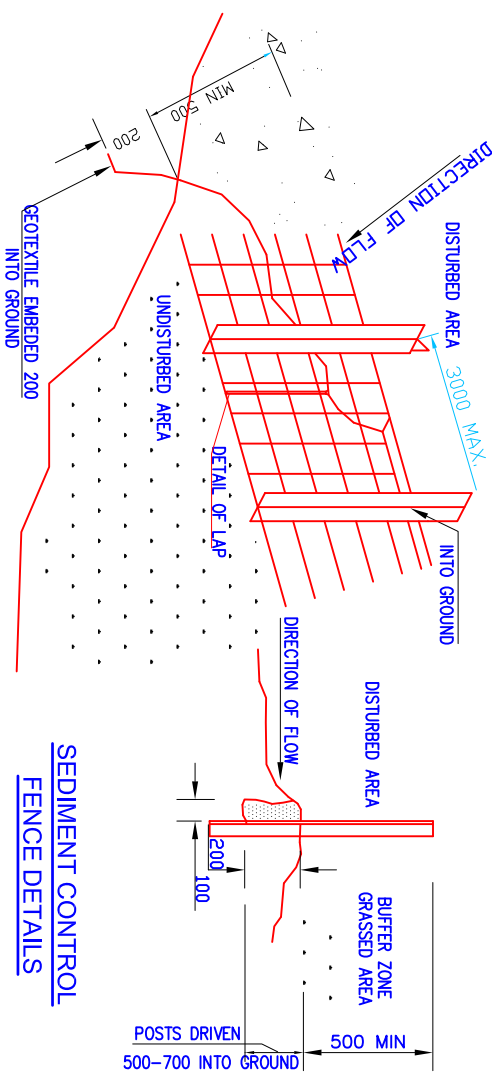 DIRECTION OF FLOW
DISTURBED AREA
3000 MAX.
INTO GROUND
MIN 500
200
GEOTEXTILE EMBEDED 200
INTO GROUND
UNDISTURBED AREA
DETAIL OF LAP
DISTURBED AREA
DIRECTION OF FLOW
BUFFER ZONE
GRASSED AREA
200
100
500 MIN
POSTS DRIVEN
500-700 INTO GROUND
SEDIMENT CONTROL
FENCE DETAILS